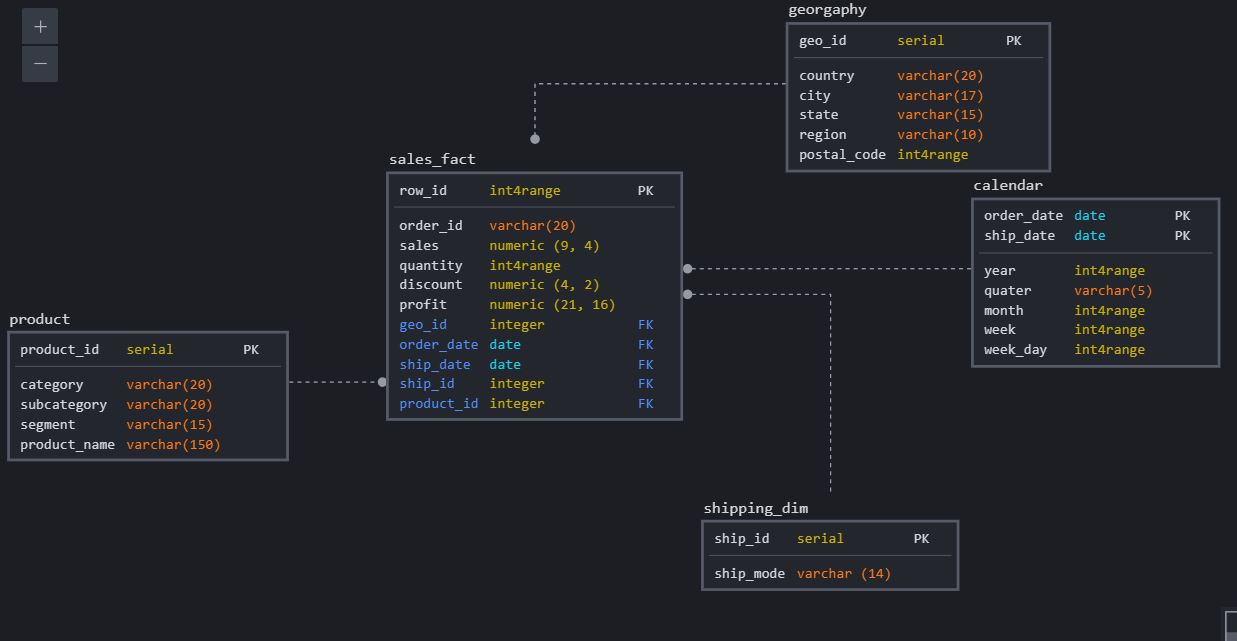 +
−
georgaphy
geo_id serial PK
country varchar(20)
city varchar(17)
state varchar(15)
region varchar(10)
postal_code int4range
sales_fact
row_id int4range PK
order_id varchar(20)
sales numeric (9, 4)
quantity int4range
discount numeric (4, 2)
profit numeric (21, 16)
geo_id integer FK
order_date date FK
ship_date date FK
ship_id integer FK
product_id integer FK
calendar
order_date date PK
ship_date date PK
year int4range
quater varchar(5)
month int4range
week int4range
week_day int4range
product
product_id serial PK
category varchar(20)
subcategory varchar(20)
segment varchar(15)
product_name varchar(150)
shipping_dim
ship_id serial PK
ship_mode varchar (14)